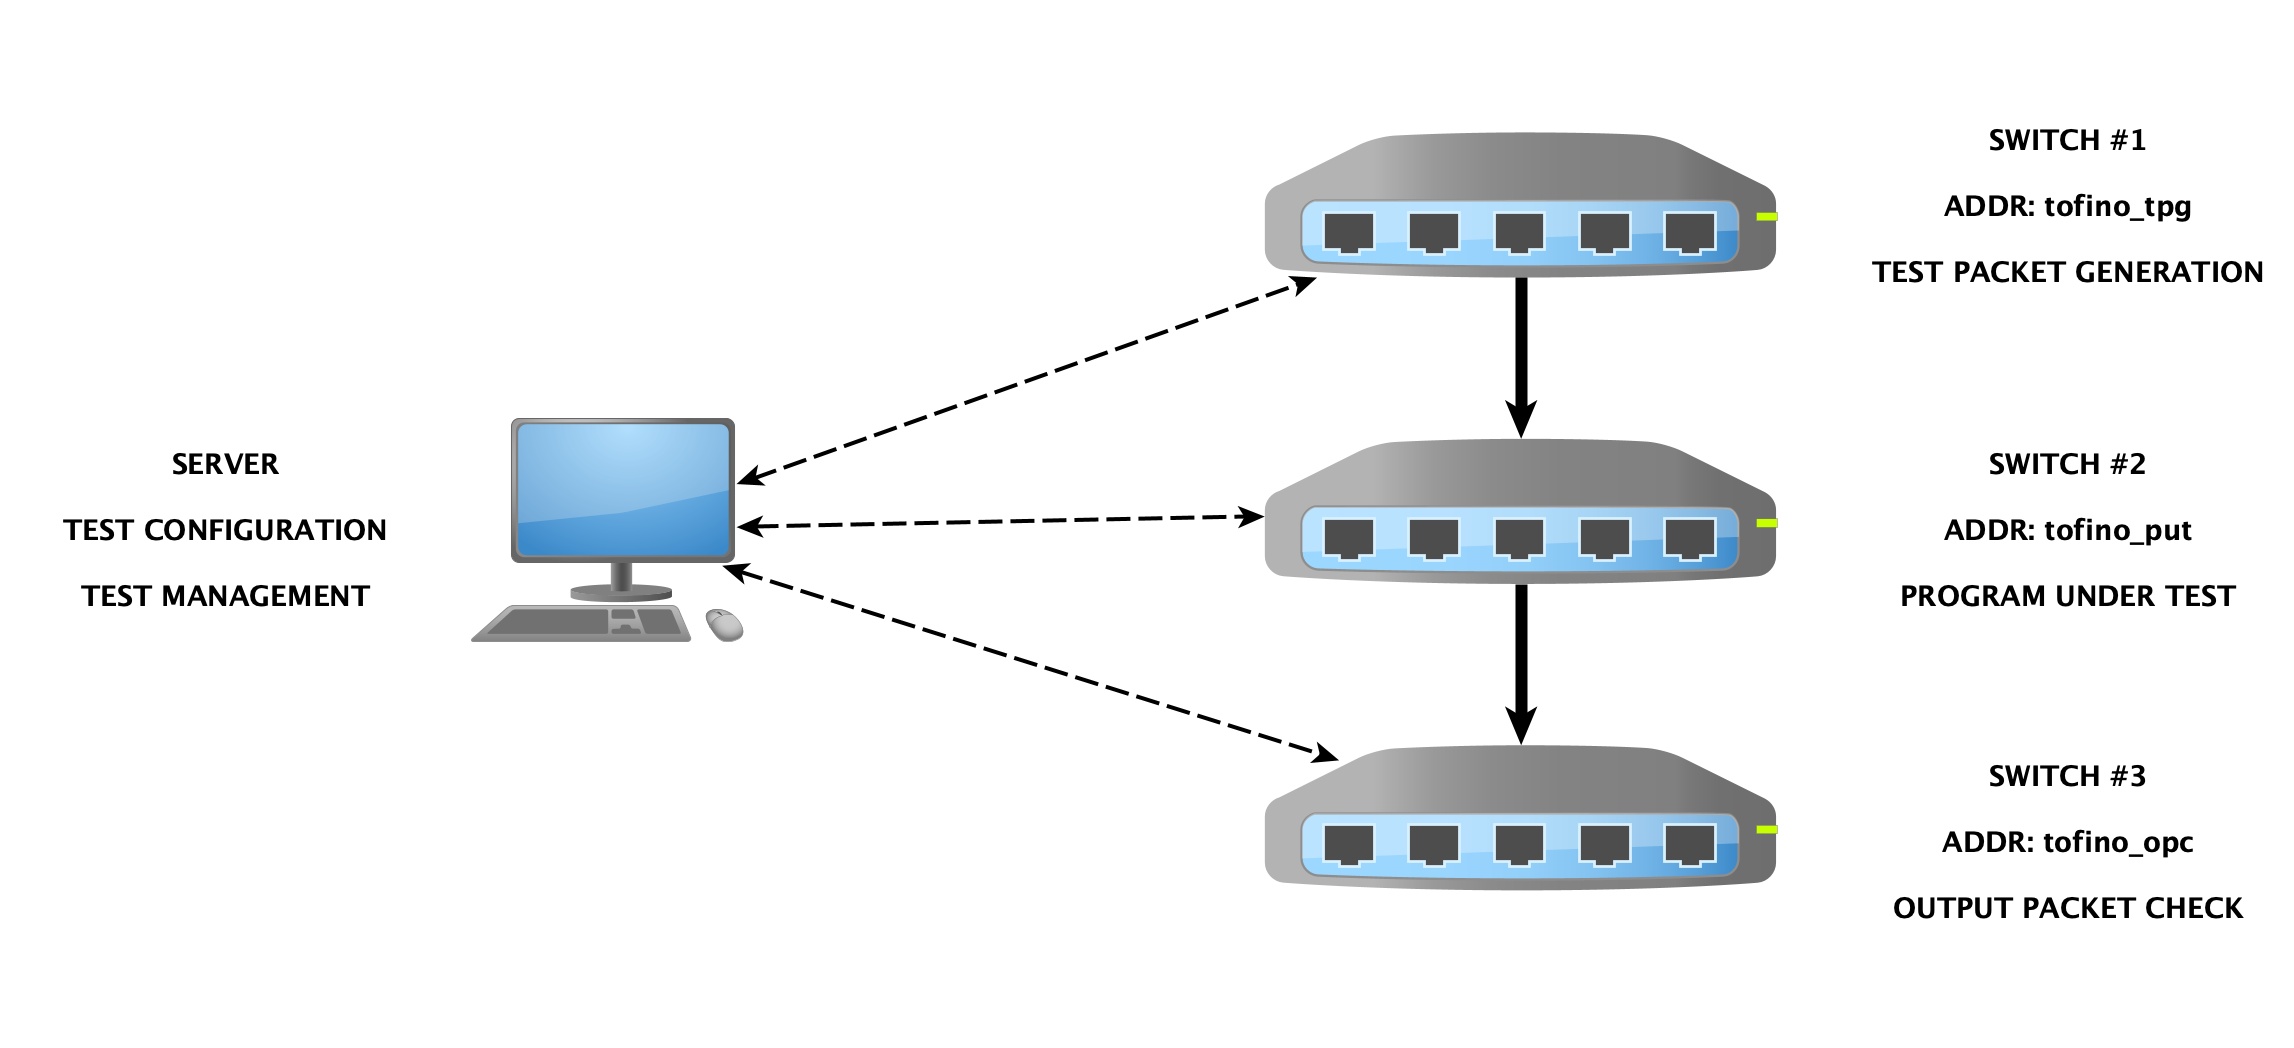 SWITCH #1
ADDR: tofino_tpg
TEST PACKET GENERATION
SERVER
TEST CONFIGURATION
TEST MANAGEMENT
SWITCH #2
ADDR: tofino_put
PROGRAM UNDER TEST
SWITCH #3
ADDR: tofino_opc
OUTPUT PACKET CHECK